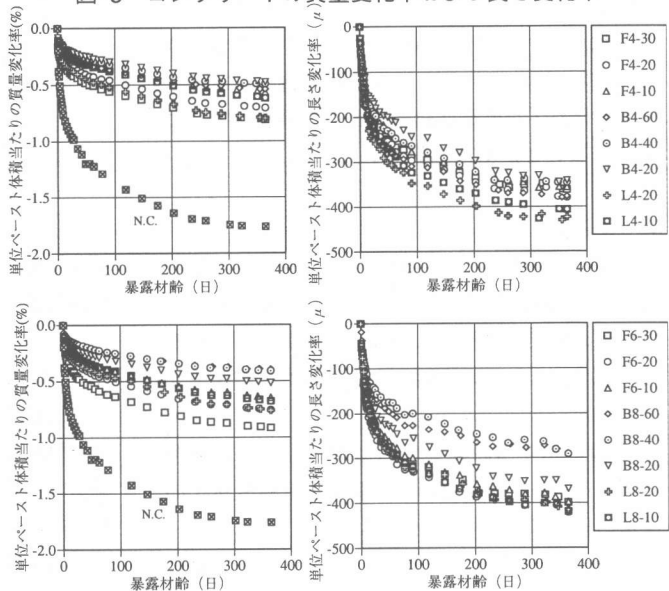 0.0
-0.5
-1.0
-1.5
-2.0
0
100
200
300
400
N.C.
単位ペースト体積当たりの質量変化率(%)
暴露材齢（日）
0
-100
-200
-300
-400
-500
0
100
200
300
400
単位ペースト体積当たりの長さ変化率（μ）
暴露材齢（日）
F4-30
F4-20
F4-10
B4-60
B4-40
B4-20
L4-20
L4-10
0.0
-0.5
-1.0
-1.5
-2.0
0
100
200
300
400
N.C.
単位ペースト体積当たりの質量変化率(%)
暴露材齢（日）
0
-100
-200
-300
-400
-500
0
100
200
300
400
単位ペースト体積当たりの長さ変化率（μ）
暴露材齢（日）
F6-30
F6-20
F6-10
B8-60
B8-40
B8-20
L8-20
L8-10